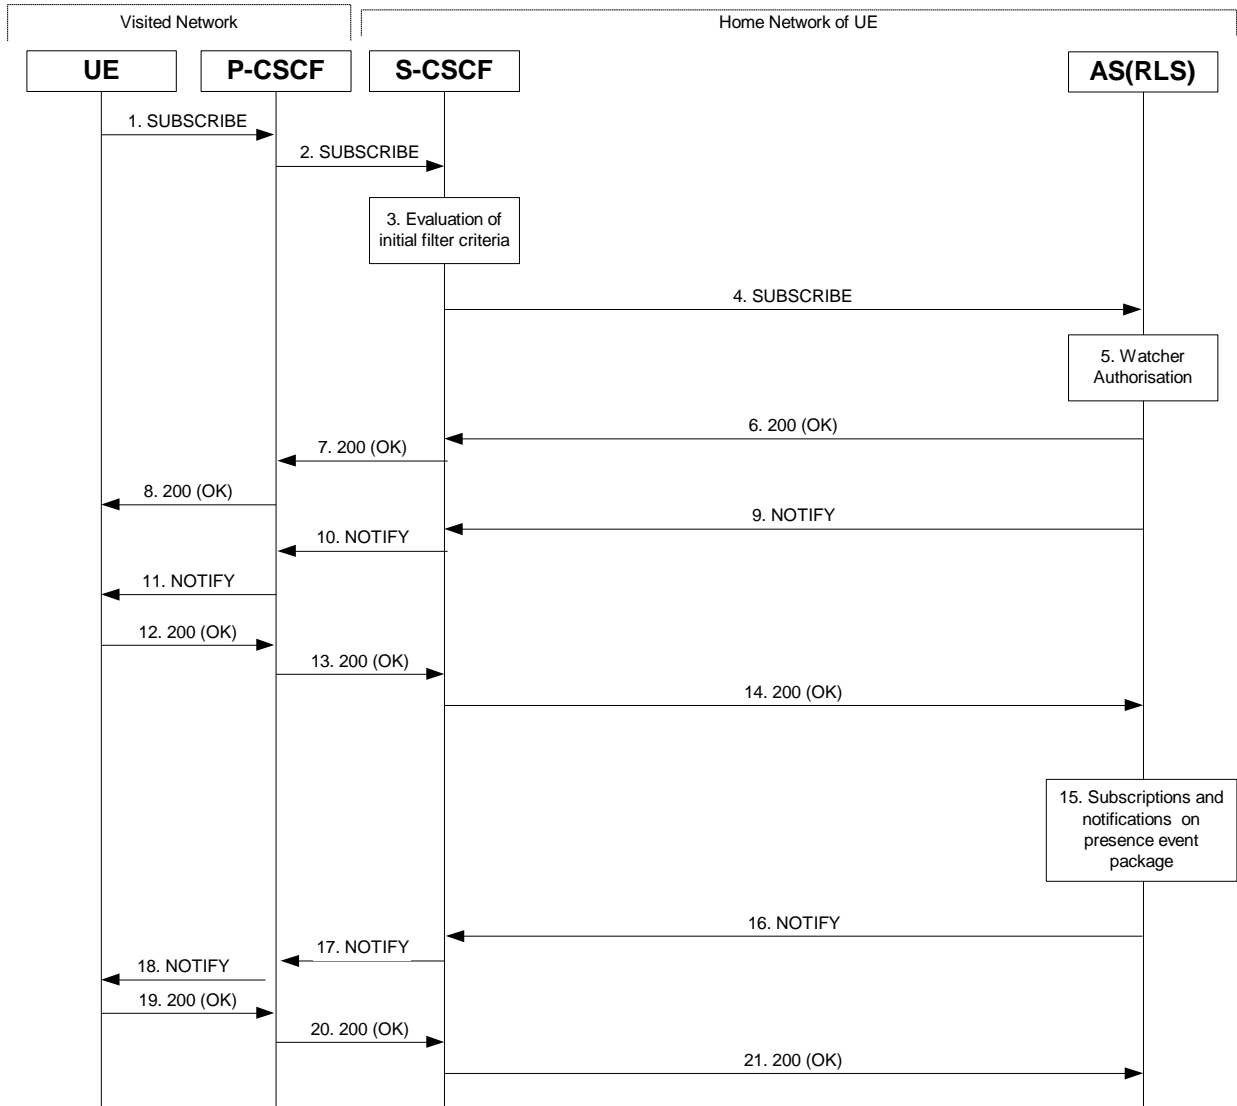 Visited Network
Home Network of UE
UE
P-CSCF
S-CSCF
AS(RLS)
1. SUBSCRIBE
2. SUBSCRIBE
3. Evaluation of
initial filter criteria
4. SUBSCRIBE
5. Watcher
Authorisation
6. 200 (OK)
7. 200 (OK)
8. 200 (OK)
9. NOTIFY
10. NOTIFY
11. NOTIFY
12. 200 (OK)
13. 200 (OK)
14. 200 (OK)
15. Subscriptions and
notifications on
presence event
package
16. NOTIFY
17. NOTIFY
18. NOTIFY
19. 200 (OK)
20. 200 (OK)
21. 200 (OK)